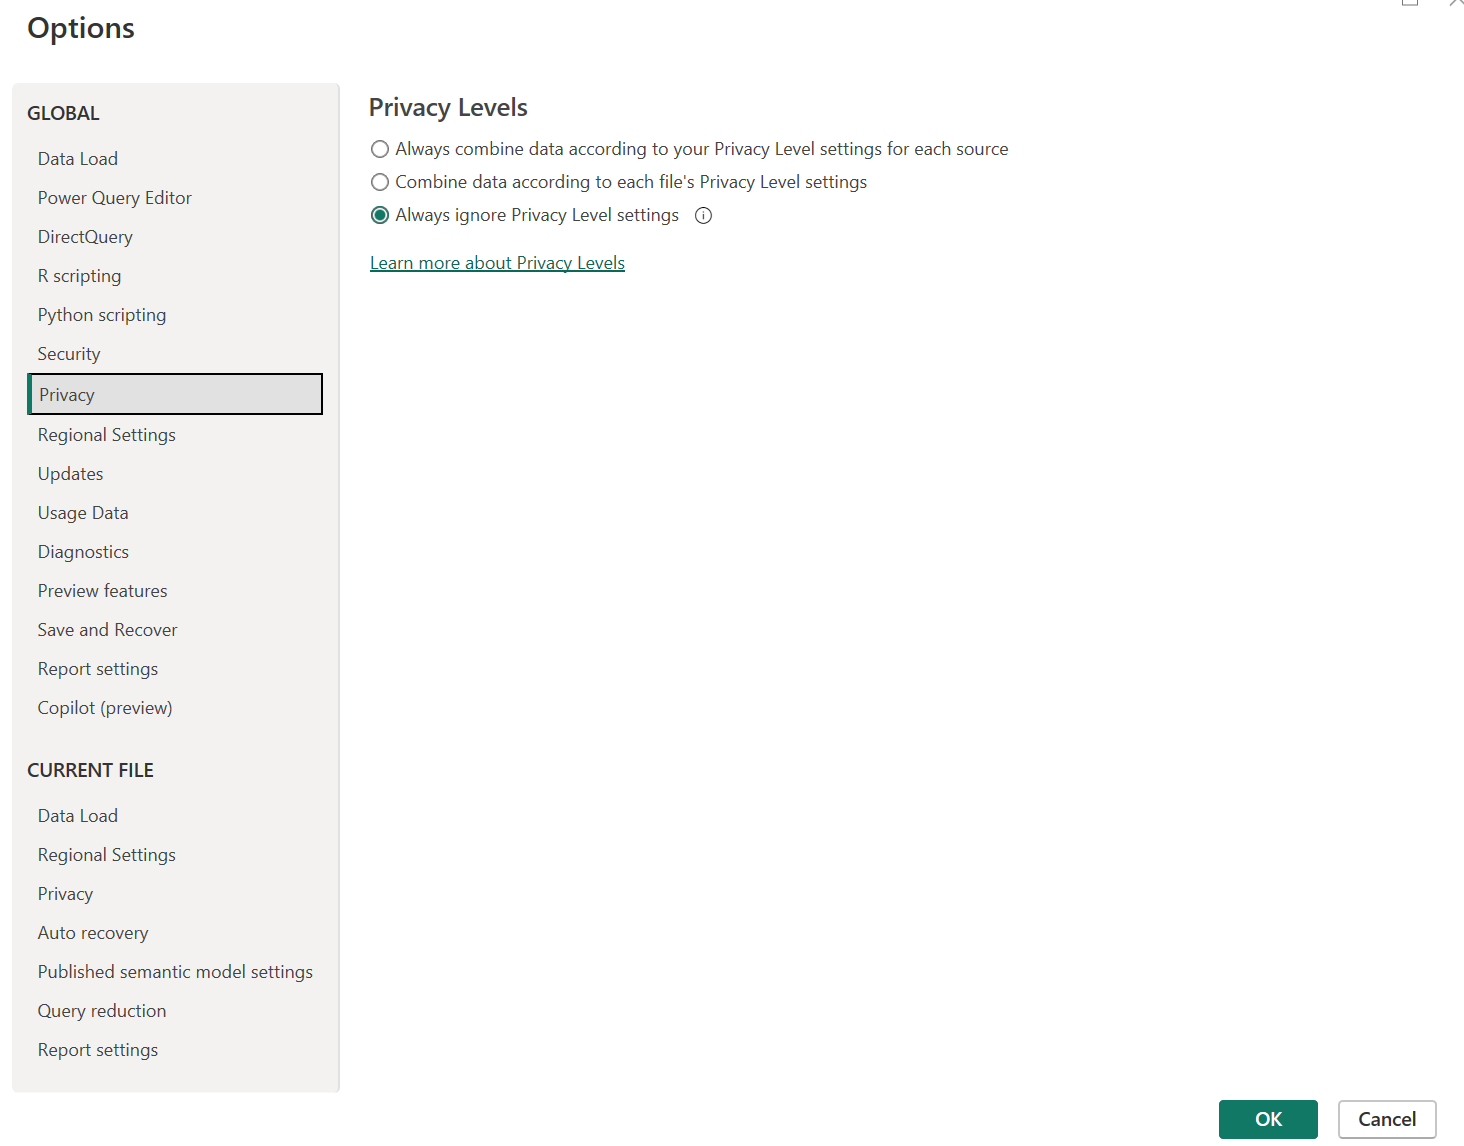 Options
GLOBAL
Data Load
Power Query Editor
DirectQuery
R scripting
Python scripting
Security
Privacy
Regional Settings
Updates
Usage Data
Diagnostics
Preview features
Save and Recover
Report settings
Copilot (preview)
CURRENT FILE
Data Load
Regional Settings
Privacy
Auto recovery
Published semantic model settings
Query reduction
Report settings
Privacy Levels
Always combine data according to your Privacy Level settings for each source
Combine data according to each file's Privacy Level settings
Always ignore Privacy Level settings
Learn more about Privacy Levels
OK
Cancel